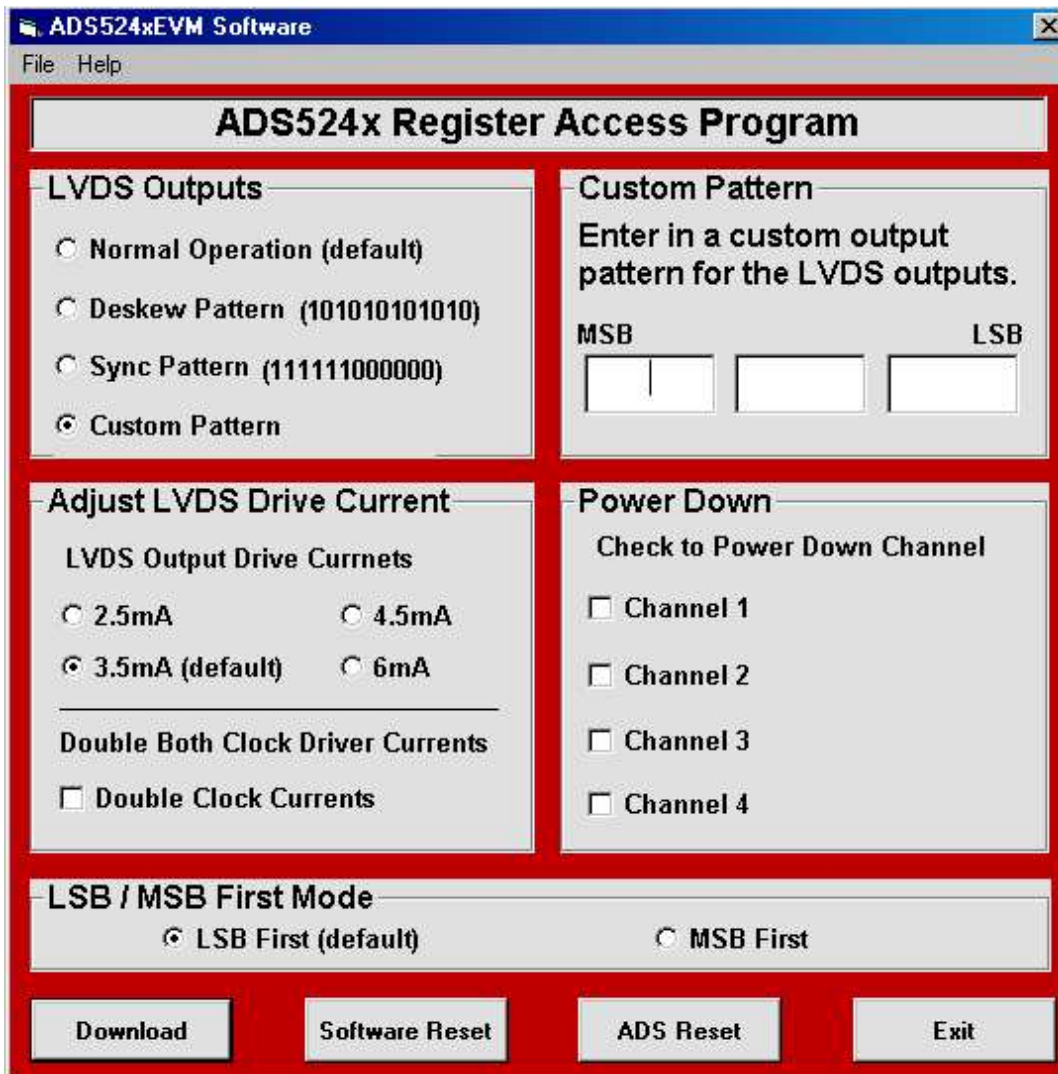 ADS524xEVM Software
File Help
ADS524x Register Access Program
LVDS Outputs
Normal Operation (default)
Deskew Pattern (101010101010)
Sync Pattern (111111000000)
Custom Pattern
Custom Pattern
Enter in a custom output
pattern for the LVDS outputs.
MSB LSB
Adjust LVDS Drive Current
LVDS Output Drive Currnets
2.5mA 4.5mA
3.5mA (default) 6mA
Double Both Clock Driver Currents
Double Clock Currents
Power Down
Check to Power Down Channel
Channel 1
Channel 2
Channel 3
Channel 4
LSB / MSB First Mode
LSB First (default) MSB First
Download Software Reset ADS Reset Exit